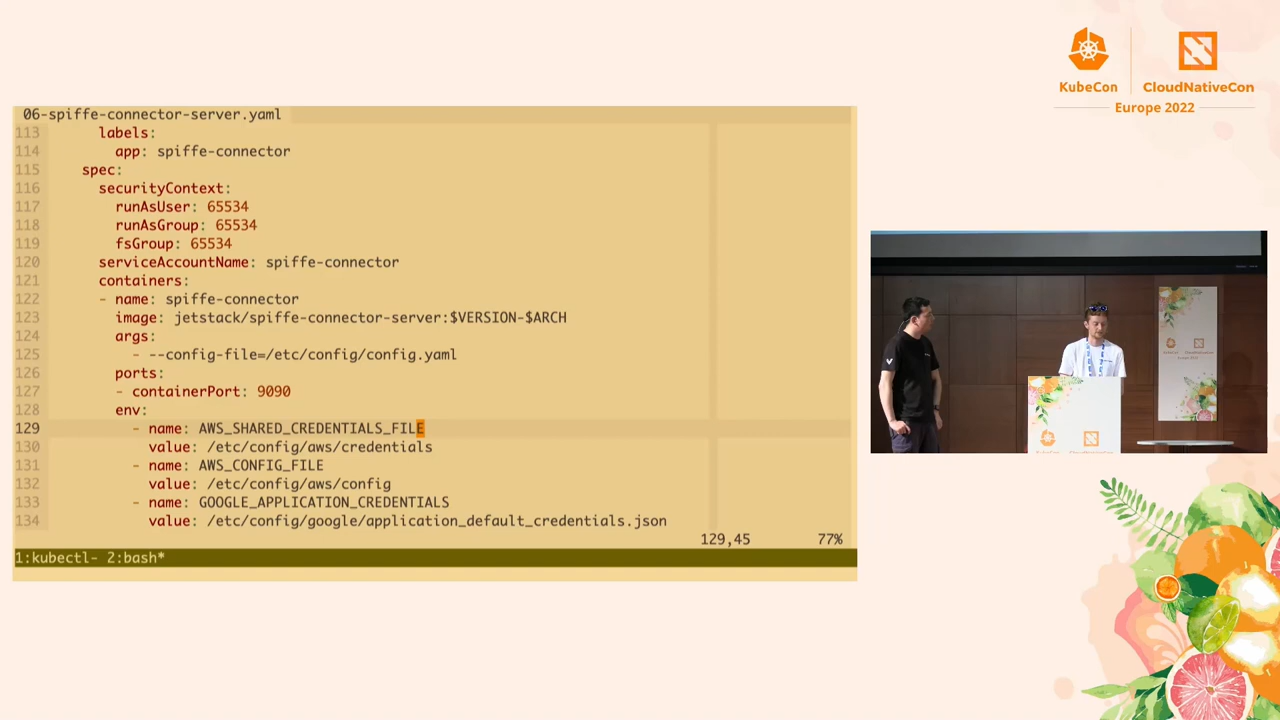 KubeCon
CloudNativeCon
Europe 2022
06-spiffe-connector-server.yaml
113 labels:
114 app: spiffe-connector
115 spec:
116 securityContext:
117 runAsUser: 65534
118 runAsGroup: 65534
119 fsGroup: 65534
120 serviceAccountName: spiffe-connector
121 containers:
122 - name: spiffe-connector
123 image: jetstack/spiffe-connector-server:$VERSION-$ARCH
124 args:
125 - --config-file=/etc/config/config.yaml
126 ports:
127 - containerPort: 9090
128 env:
129 - name: AWS_SHARED_CREDENTIALS_FILE
130 value: /etc/config/aws/credentials
131 - name: AWS_CONFIG_FILE
132 value: /etc/config/aws/config
133 - name: GOOGLE_APPLICATION_CREDENTIALS
134 value: /etc/config/google/application_default_credentials.json
129,45 77%
1:kubectl- 2:bash*